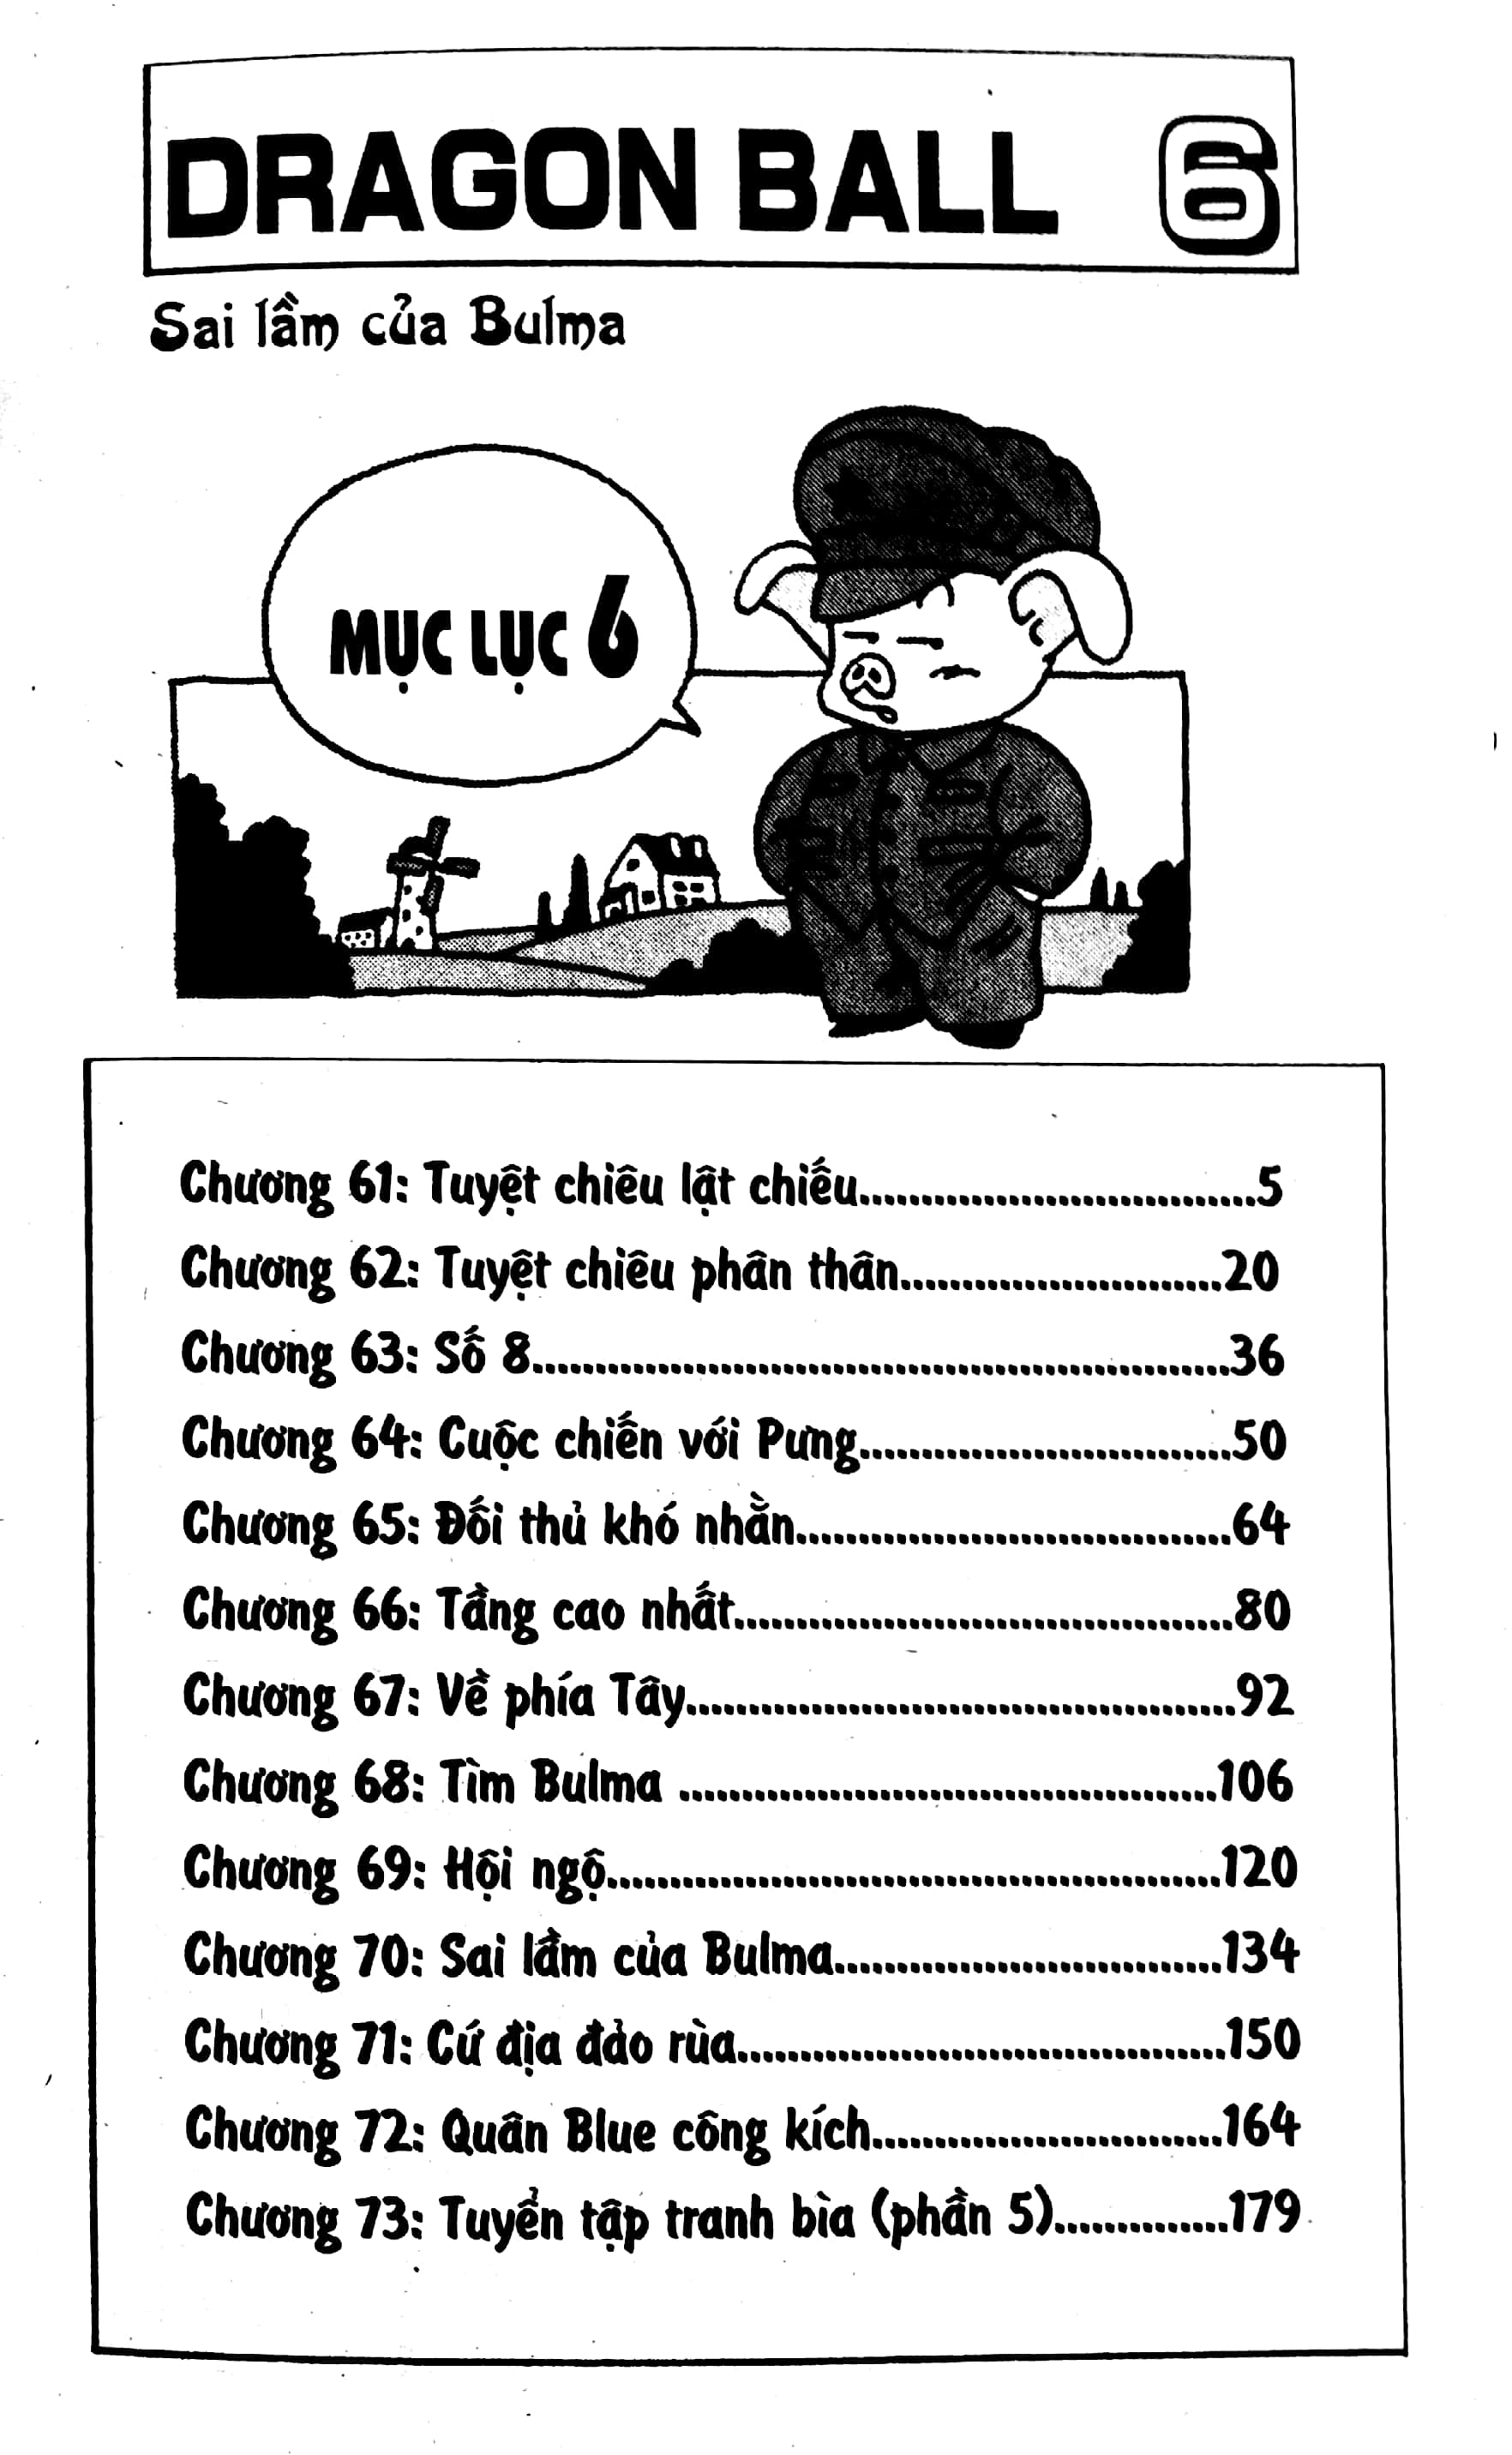 DRAGON BALL 6
Sai lầm của Bulma
MỤC LỤC 6
Chương 61: Tuyệt chiêu lật chiếu................................5
Chương 62: Tuyệt chiêu phân thân..........................20
Chương 63: Số 8........................................................36
Chương 64: Cuộc chiến với Pưng..............................50
Chương 65: Đối thủ khó nhằn...................................64
Chương 66: Tầng cao nhất........................................80
Chương 67: Về phía Tây............................................92
Chương 68: Tìm Bulma ...........................................106
Chương 69: Hội ngộ.................................................120
Chương 70: Sai lầm của Bulma...............................134
Chương 71: Cứ địa đảo rùa.......................................150
Chương 72: Quân Blue công kích............................164
Chương 73: Tuyển tập tranh bìa (phần 5)..............179